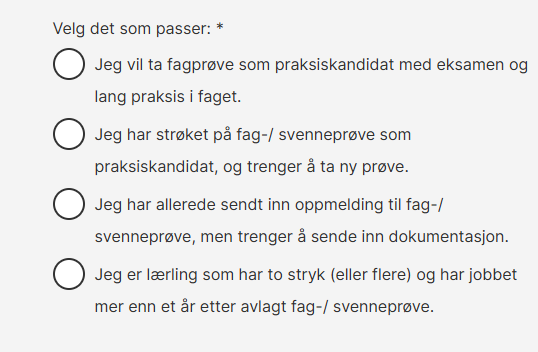 Velg det som passer: *
Jeg vil ta fagprøve som praksiskandidat med eksamen og
lang praksis i faget.
Jeg har strøket på fag-/ svenneprøve som
praksiskandidat, og trenger å ta ny prøve.
Jeg har allerede sendt inn oppmelding til fag-/
svenneprøve, men trenger å sende inn dokumentasjon.
Jeg er lærling som har to stryk (eller flere) og har jobbet
mer enn et år etter avlagt fag-/ svenneprøve.